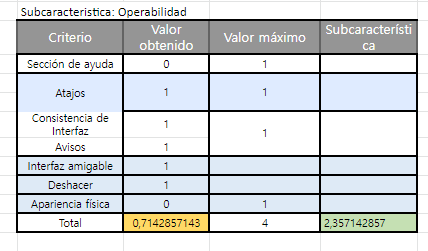 Subcaracteristica: Operabilidad
Criterio Valor obtenido Valor máximo Subcaracterística
Sección de ayuda 0 1
Atajos 1 1
Consistencia de Interfaz 1 1
Avisos 1
Interfaz amigable 1
Deshacer 1
Apariencia física 0 1
Total 0,7142857143 4 2,357142857